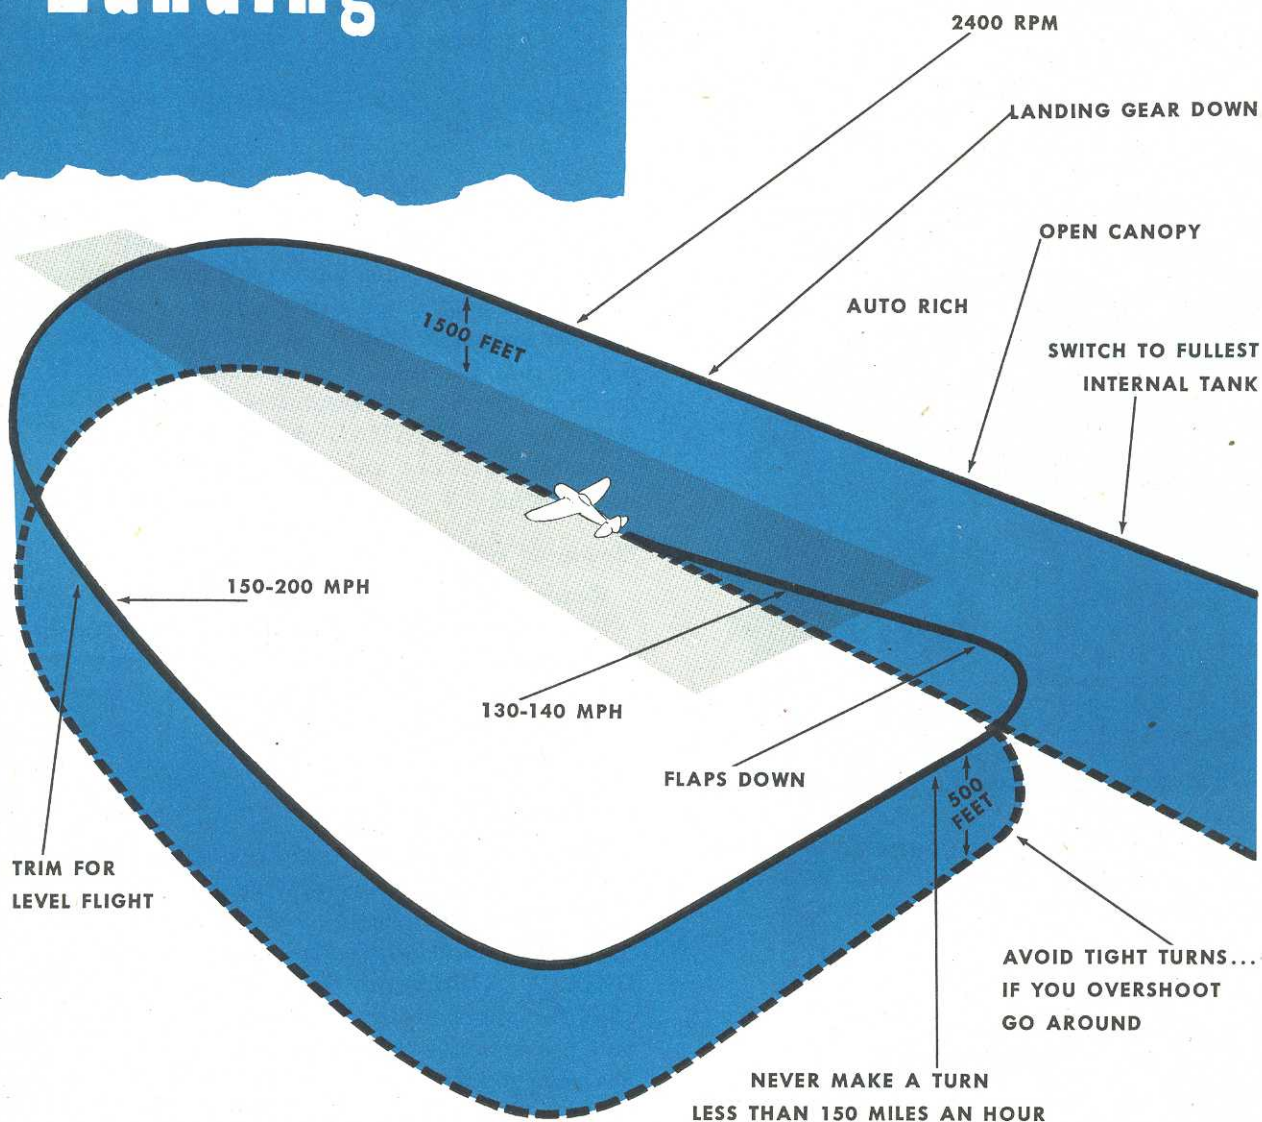 Landing
2400 RPM
LANDING GEAR DOWN
OPEN CANOPY
AUTO RICH
1500 FEET
SWITCH TO FULLEST
INTERNAL TANK
150-200 MPH
130-140 MPH
FLAPS DOWN
500
FEET
TRIM FOR
LEVEL FLIGHT
AVOID TIGHT TURNS...
IF YOU OVERSHOOT
GO AROUND
NEVER MAKE A TURN
LESS THAN 150 MILES AN HOUR